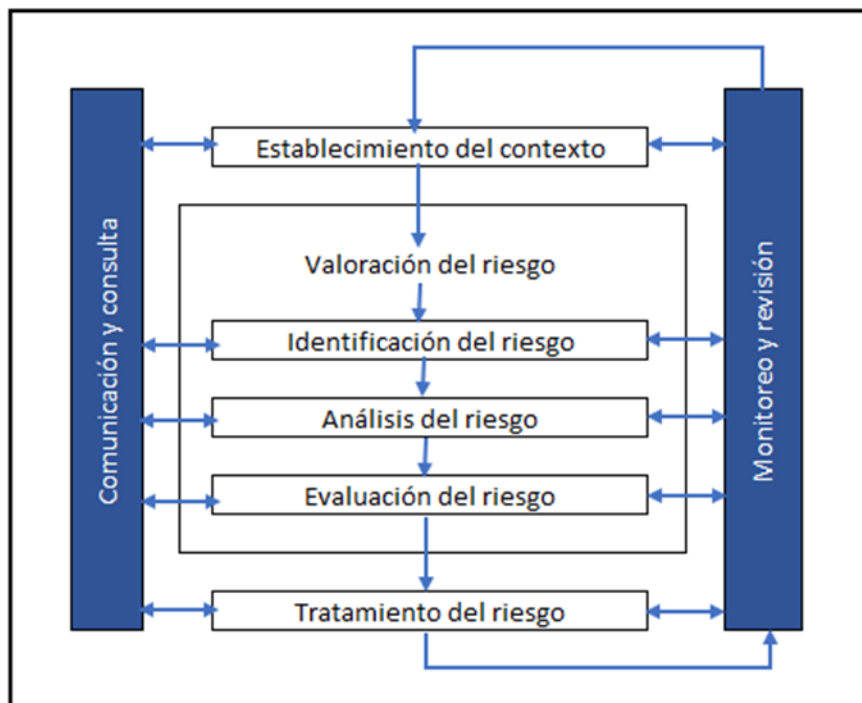 Comunicación y consulta
Establecimiento del contexto
Valoración del riesgo
Identificación del riesgo
Análisis del riesgo
Evaluación del riesgo
Tratamiento del riesgo
Monitoreo y revisión